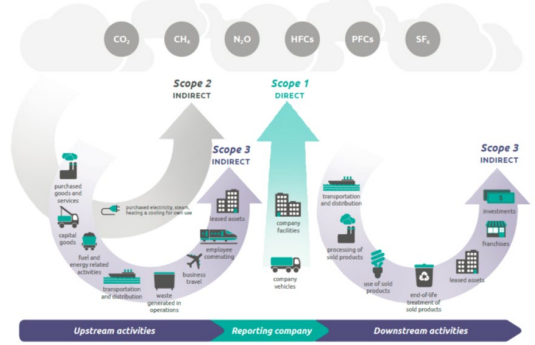 CO₂
CH₄
N₂O
HFCs
PFCs
SF₆
Scope 2
INDIRECT
Scope 1
DIRECT
Scope 3
INDIRECT
Scope 3
INDIRECT
purchased
goods and
services
capital
goods
fuel and
energy related
activities
transportation
and distribution
waste
generated in
operations
business
travel
employee
commuting
leased assets
purchased electricity, steam,
heating & cooling for own use
company
facilities
company
vehicles
transportation
and distribution
processing of
sold products
use of sold
products
end-of-life
treatment of
sold products
leased assets
franchises
investments
Upstream activities
Reporting company
Downstream activities